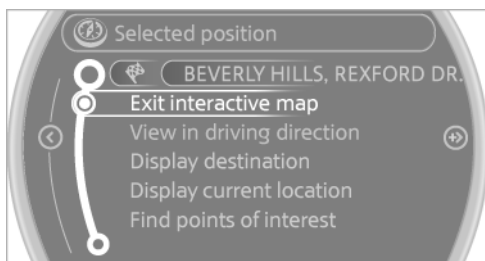 Selected position
BEVERLY HILLS, REXFORD DR.
Exit interactive map
View in driving direction
Display destination
Display current location
Find points of interest